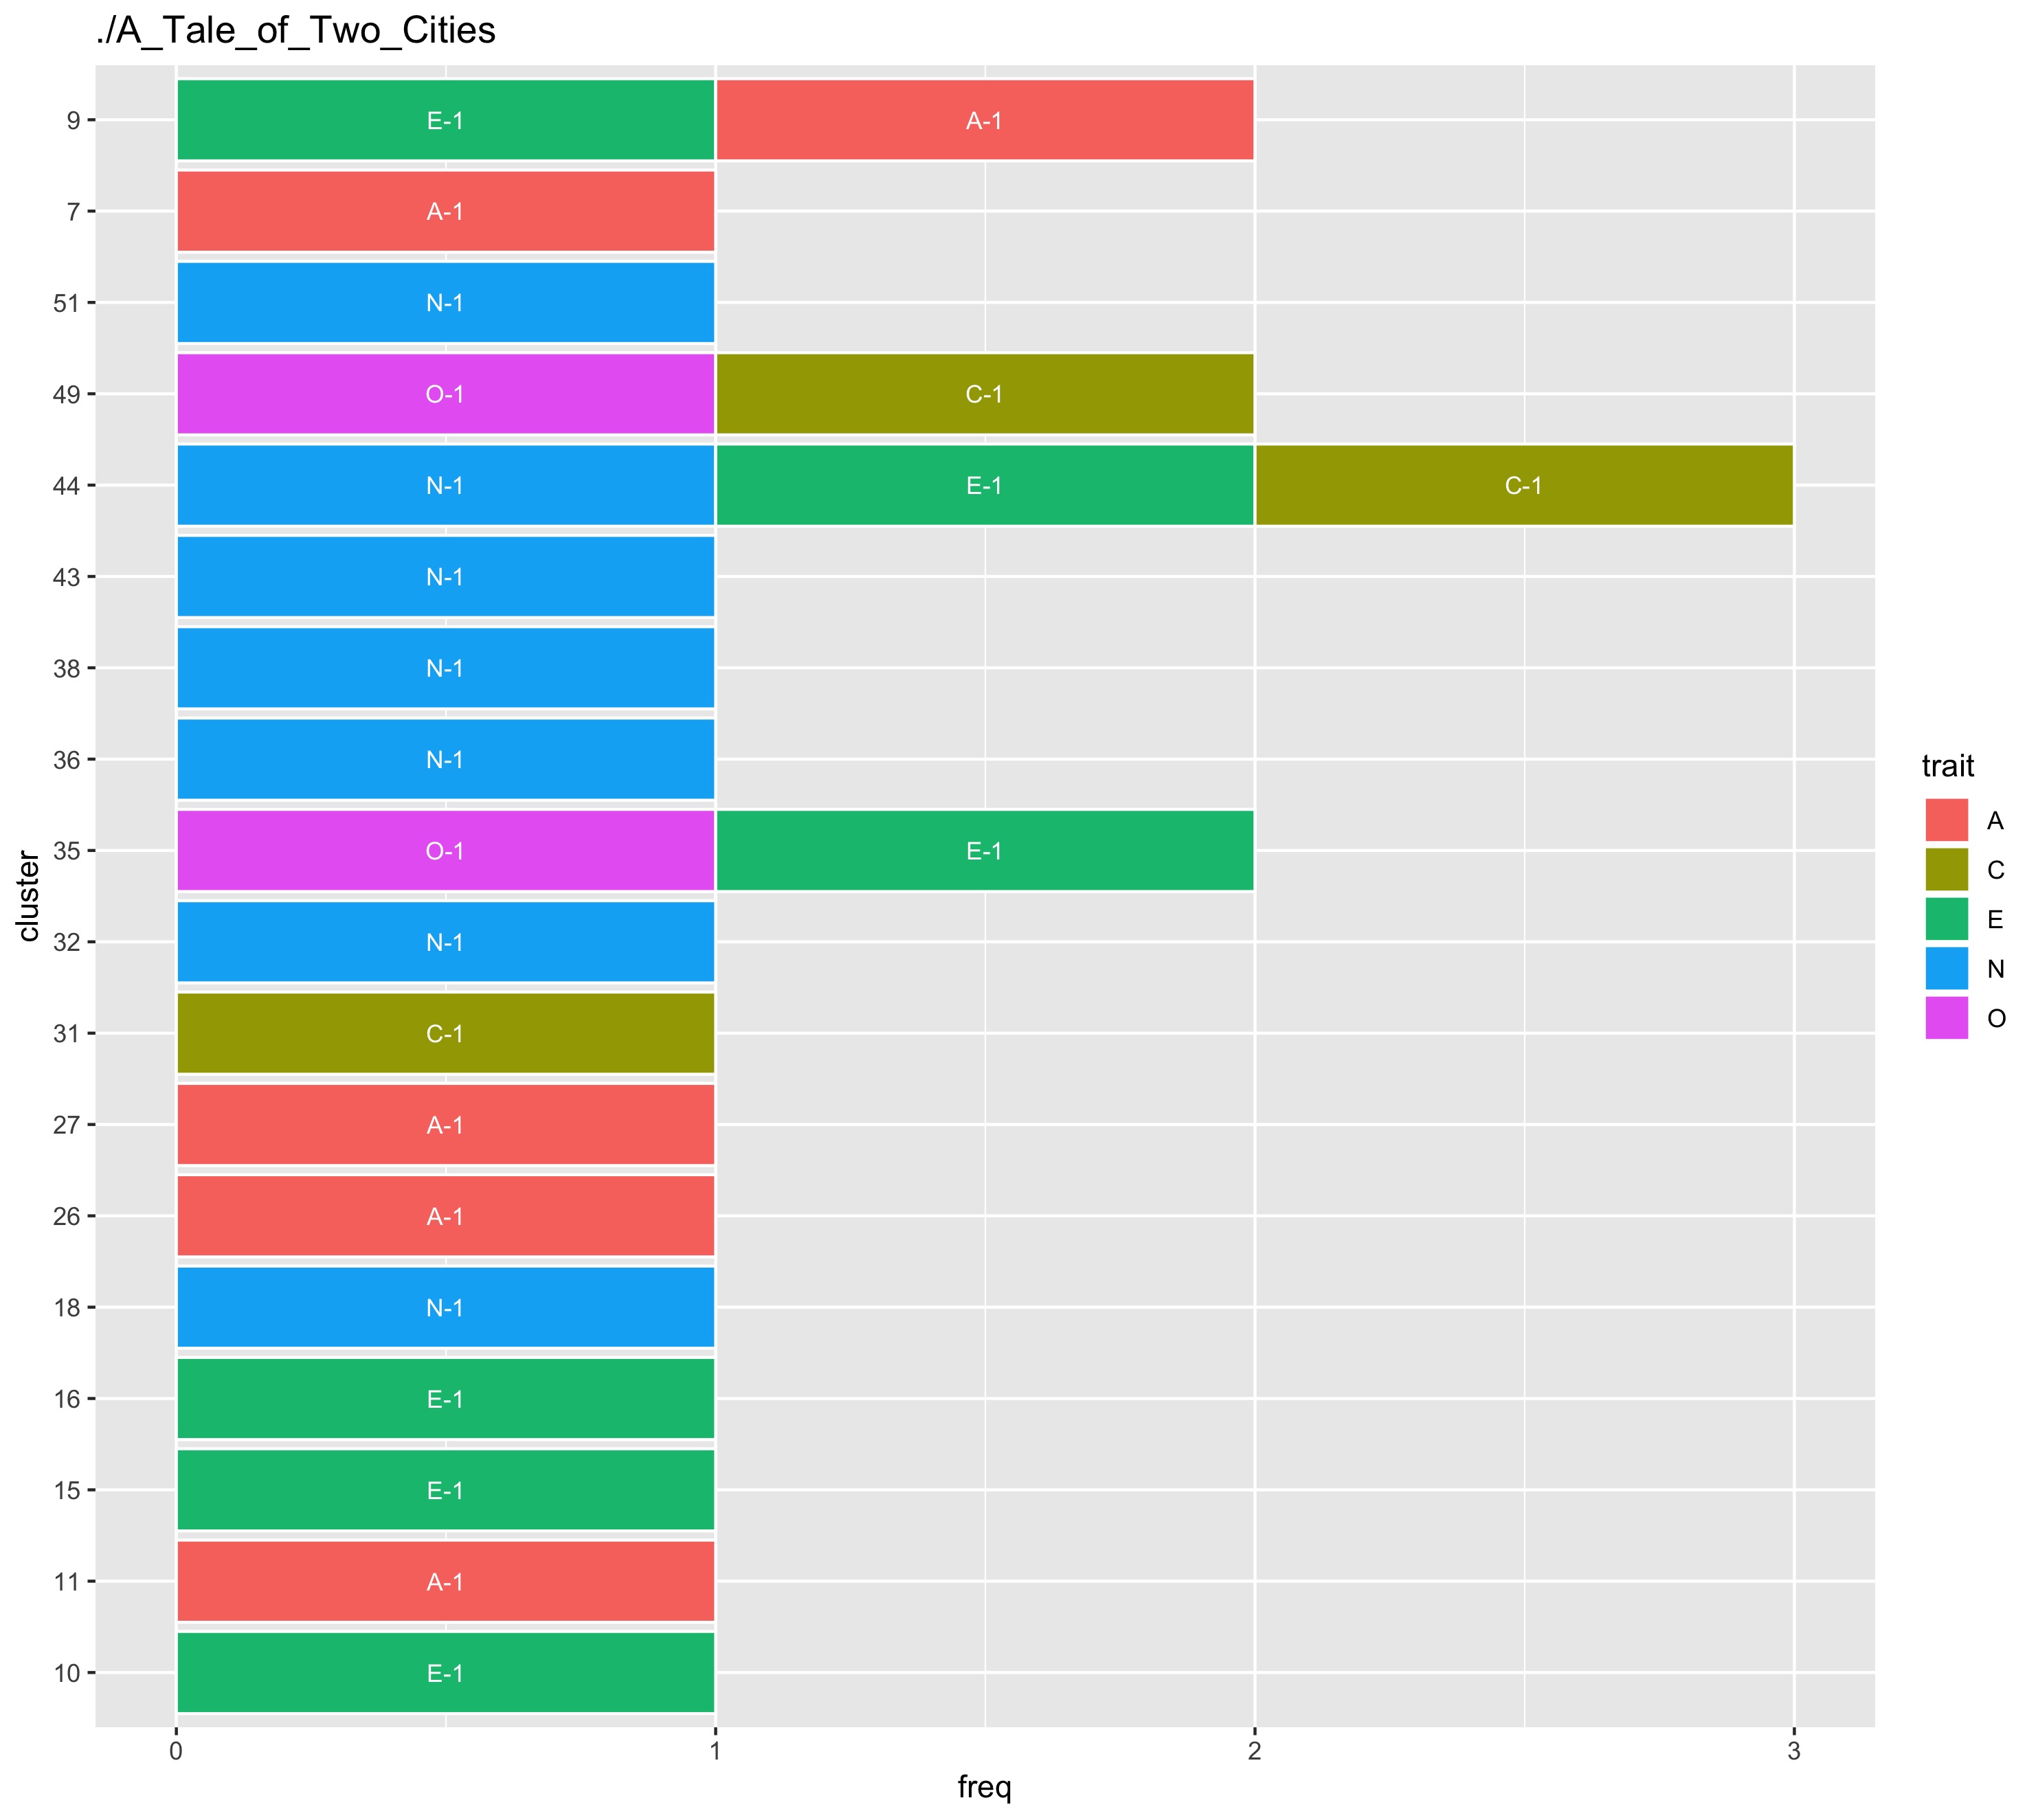 ./A_Tale_of_Two_Cities
cluster
9 E-1 A-1
7 A-1
51 N-1
49 O-1 C-1
44 N-1 E-1 C-1
43 N-1
38 N-1
36 N-1
35 O-1 E-1
32 N-1
31 C-1
27 A-1
26 A-1
18 N-1
16 E-1
15 E-1
11 A-1
10 E-1
0 1 2 3
freq
trait
A
C
E
N
O